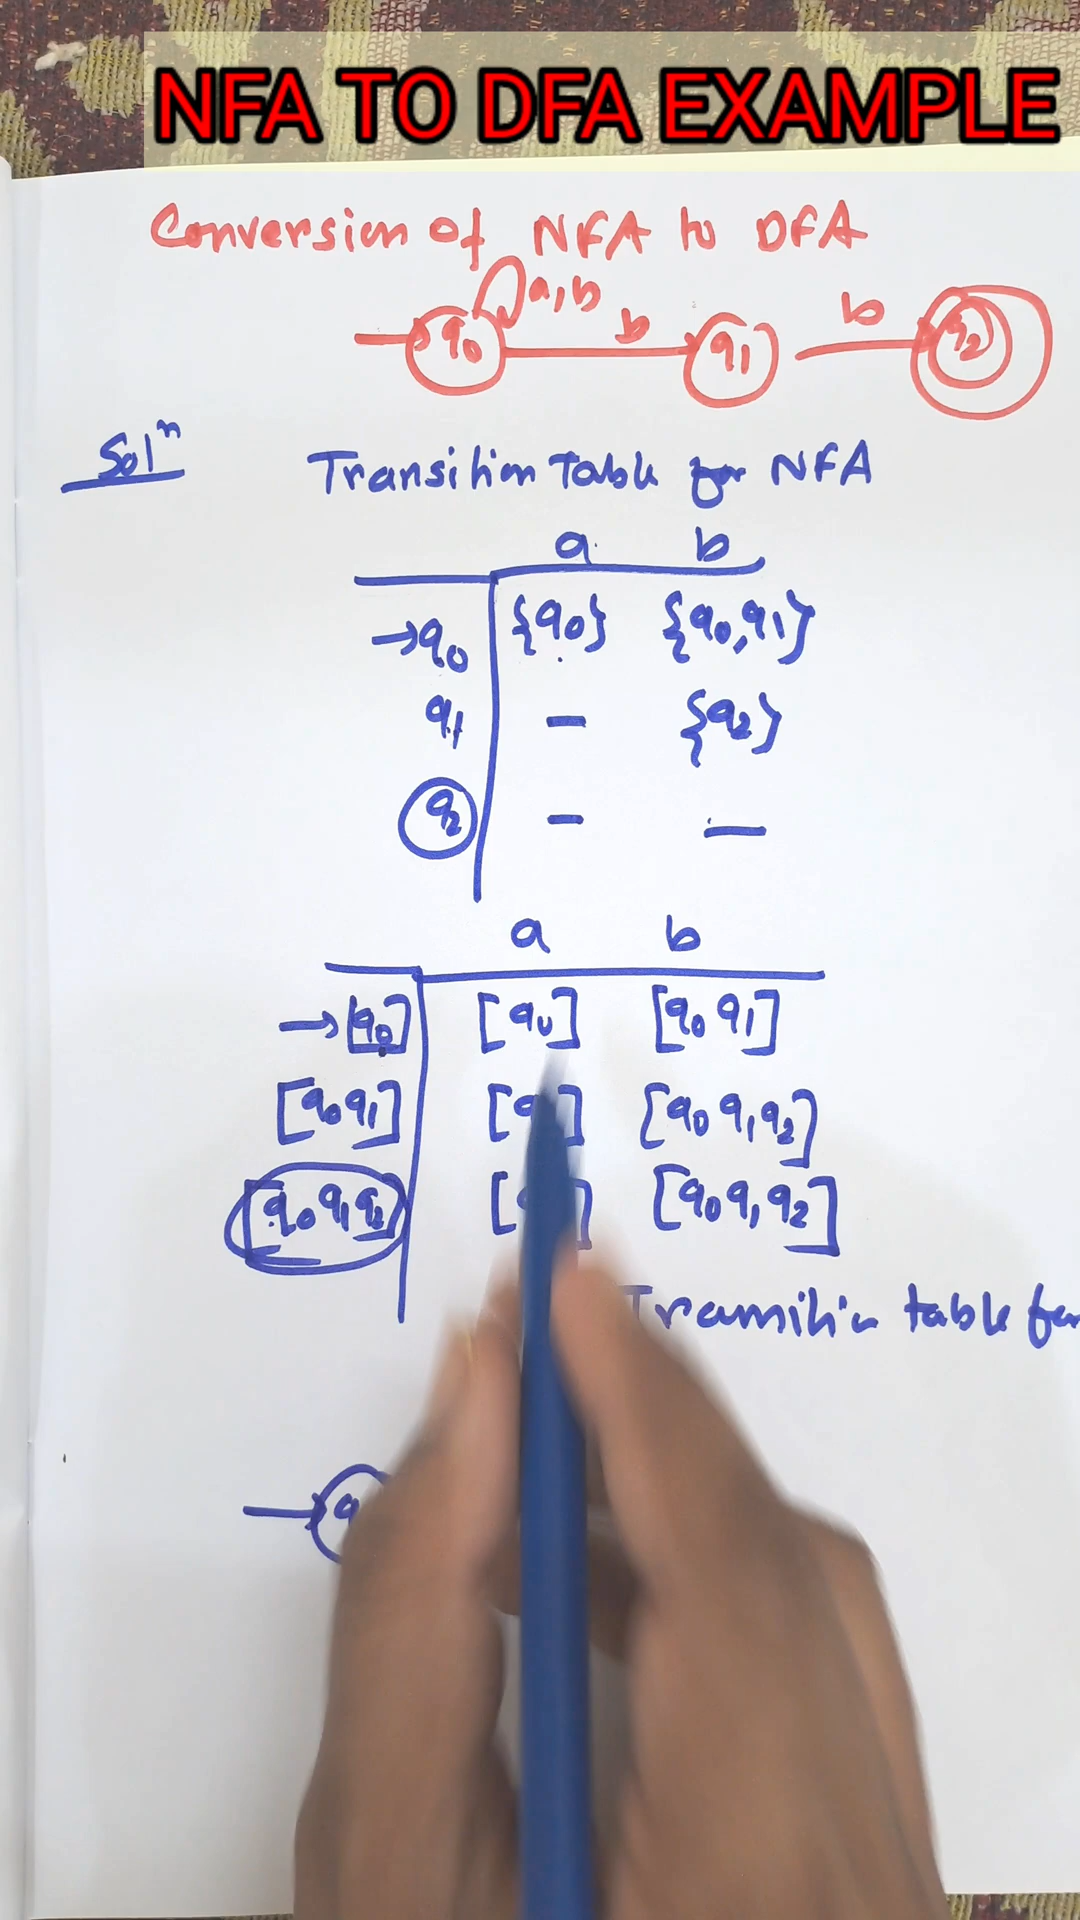 NFA TO DFA EXAMPLE
Conversion of NFA to DFA
a,b
q0 b q1 b q2
Solⁿ Transition Table for NFA
a b
→q0 {q0} {q0,q1}
q1 - {q2}
q2 - -
a b
→[q0] [q0] [q0 q1]
[q0 q1] [q0 q1 q2]
[q0 q1 q2] [q0 q1 q2]
Transition table for